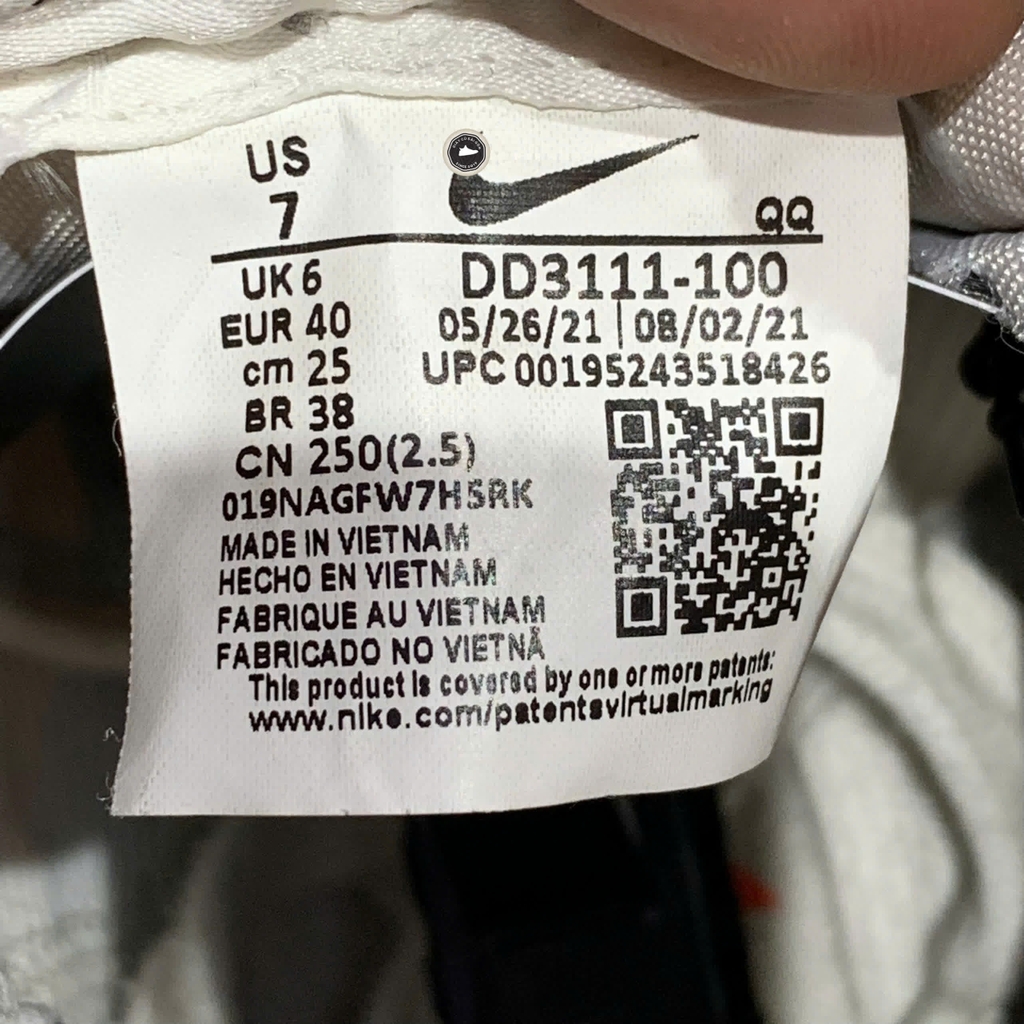 US
7
QQ
UK 6
EUR 40
cm 25
BR 38
CN 250(2.5)
DD3111-100
05/26/21 | 08/02/21
UPC 00195243518426
019NAGFW7H5RK
MADE IN VIETNAM
HECHO EN VIETNAM
FABRIQUE AU VIETNAM
FABRICADO NO VIETNÃ
This product is covered by one or more patents:
www.nike.com/patentsvirtualmarking